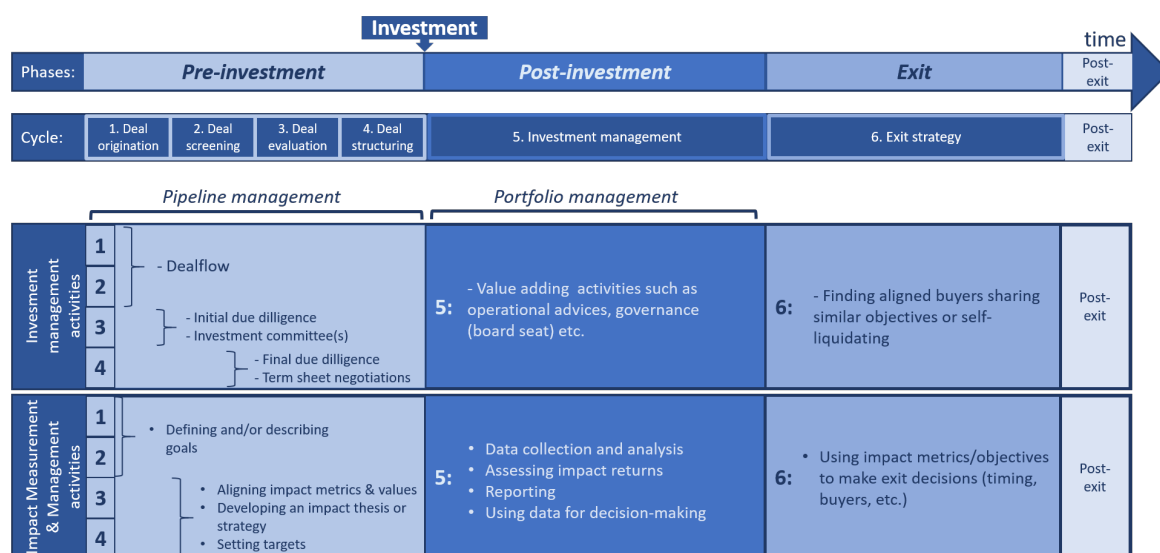 Investment
time
Phases:
Pre-investment
Post-investment
Exit
Post-
exit
Cycle:
1. Deal
origination
2. Deal
screening
3. Deal
evaluation
4. Deal
structuring
5. Investment management
6. Exit strategy
Post-
exit
Pipeline management
Portfolio management
Invesment
management
activities
1
2
3
4
- Dealflow
- Initial due dilligence
- Investment committee(s)
- Final due dilligence
- Term sheet negotiations
5:
- Value adding activities such as
operational advices, governance
(board seat) etc.
6:
- Finding aligned buyers sharing
similar objectives or self-
liquidating
Post-
exit
Impact Measurement
& Management
activities
1
2
3
4
• Defining and/or describing
goals
• Aligning impact metrics & values
• Developing an impact thesis or
strategy
• Setting targets
5:
• Data collection and analysis
• Assessing impact returns
• Reporting
• Using data for decision-making
6:
• Using impact metrics/objectives
to make exit decisions (timing,
buyers, etc.)
Post-
exit